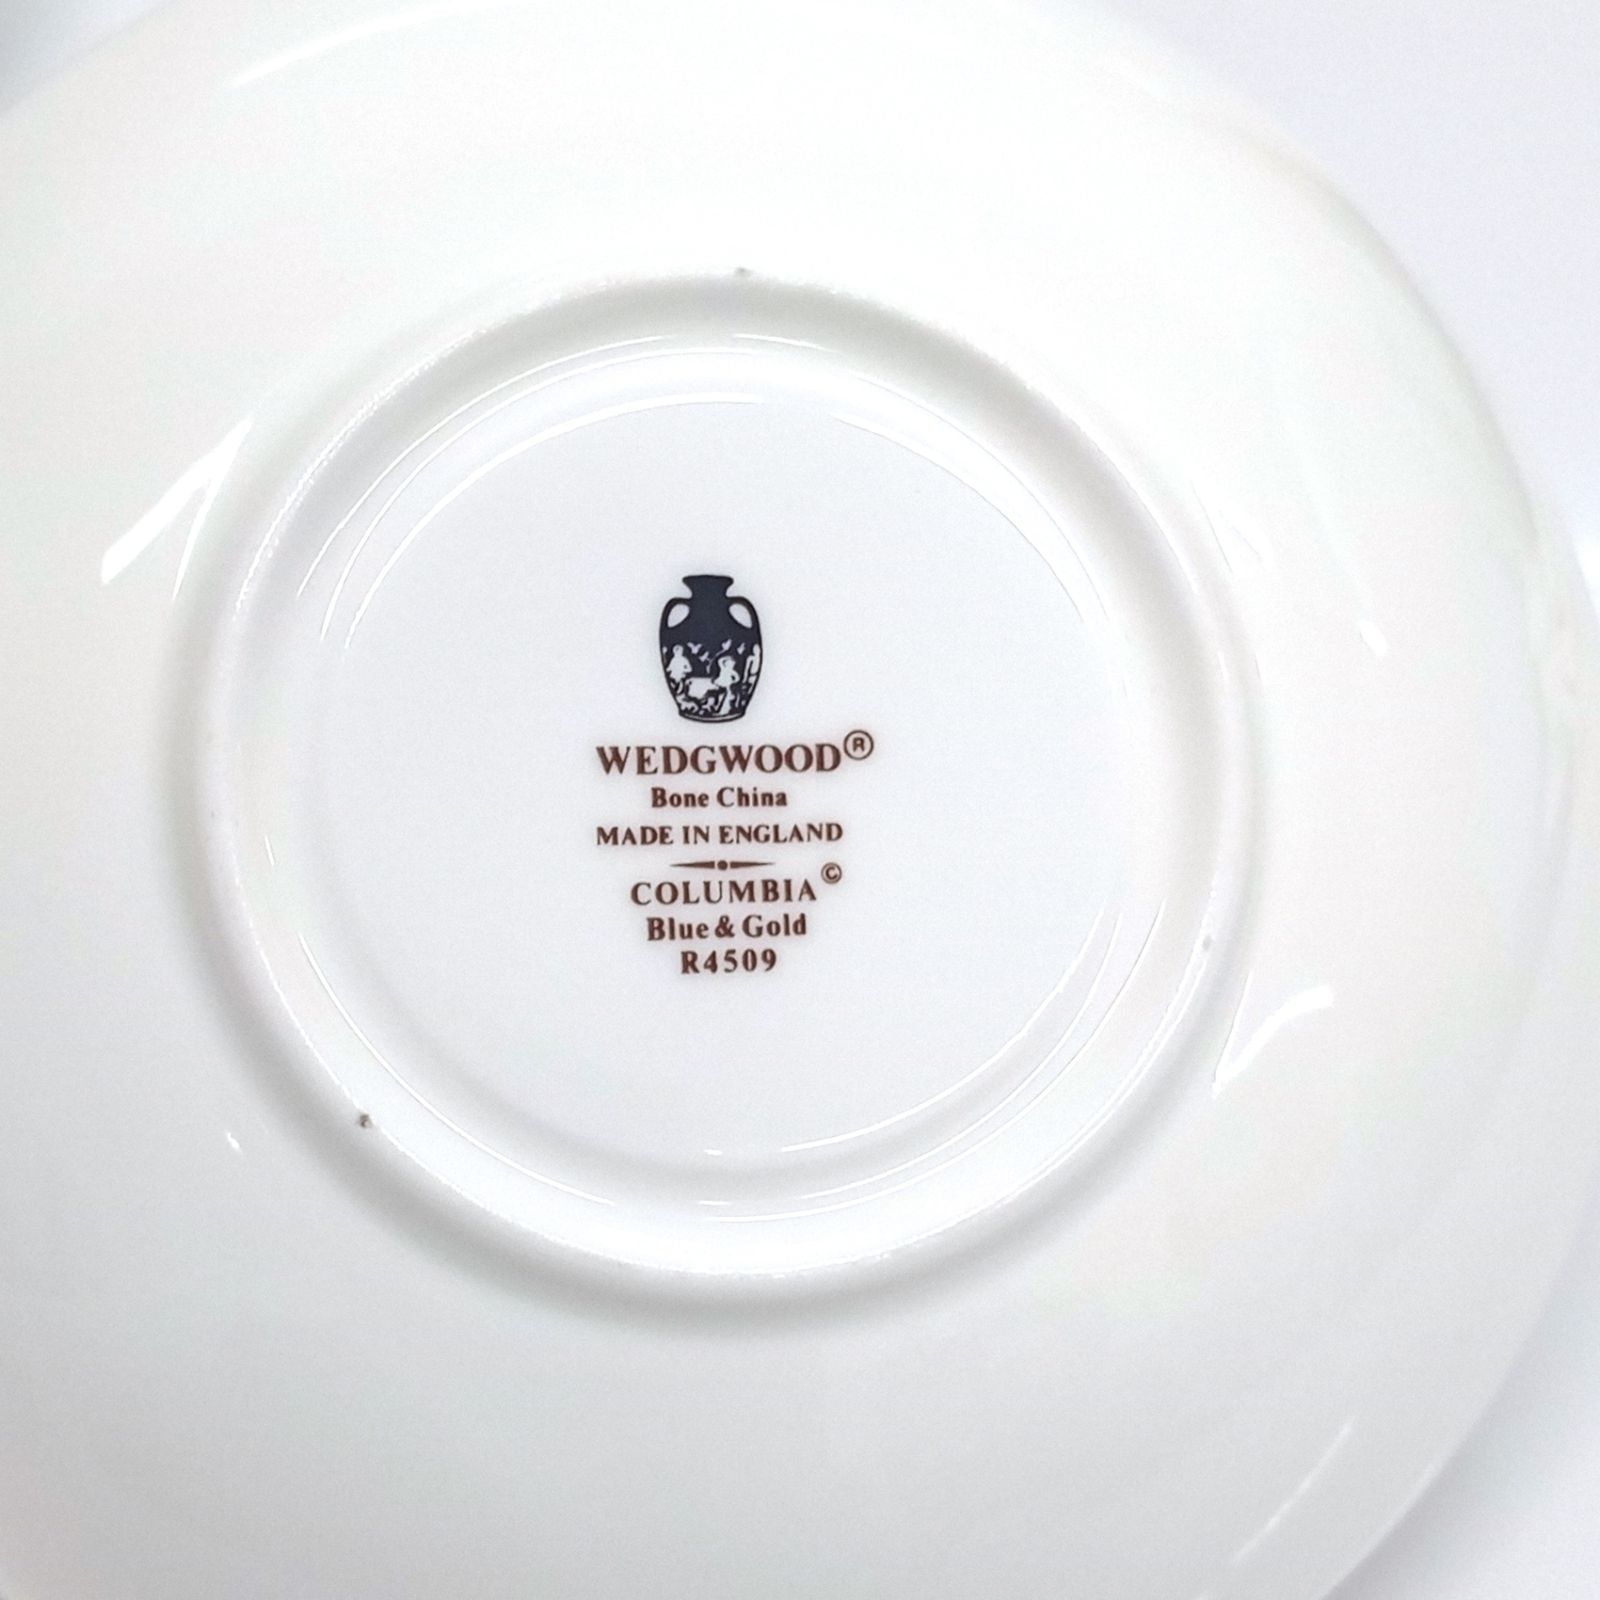 WEDGWOOD®
Bone China
MADE IN ENGLAND
COLUMBIA©
Blue & Gold
R4509